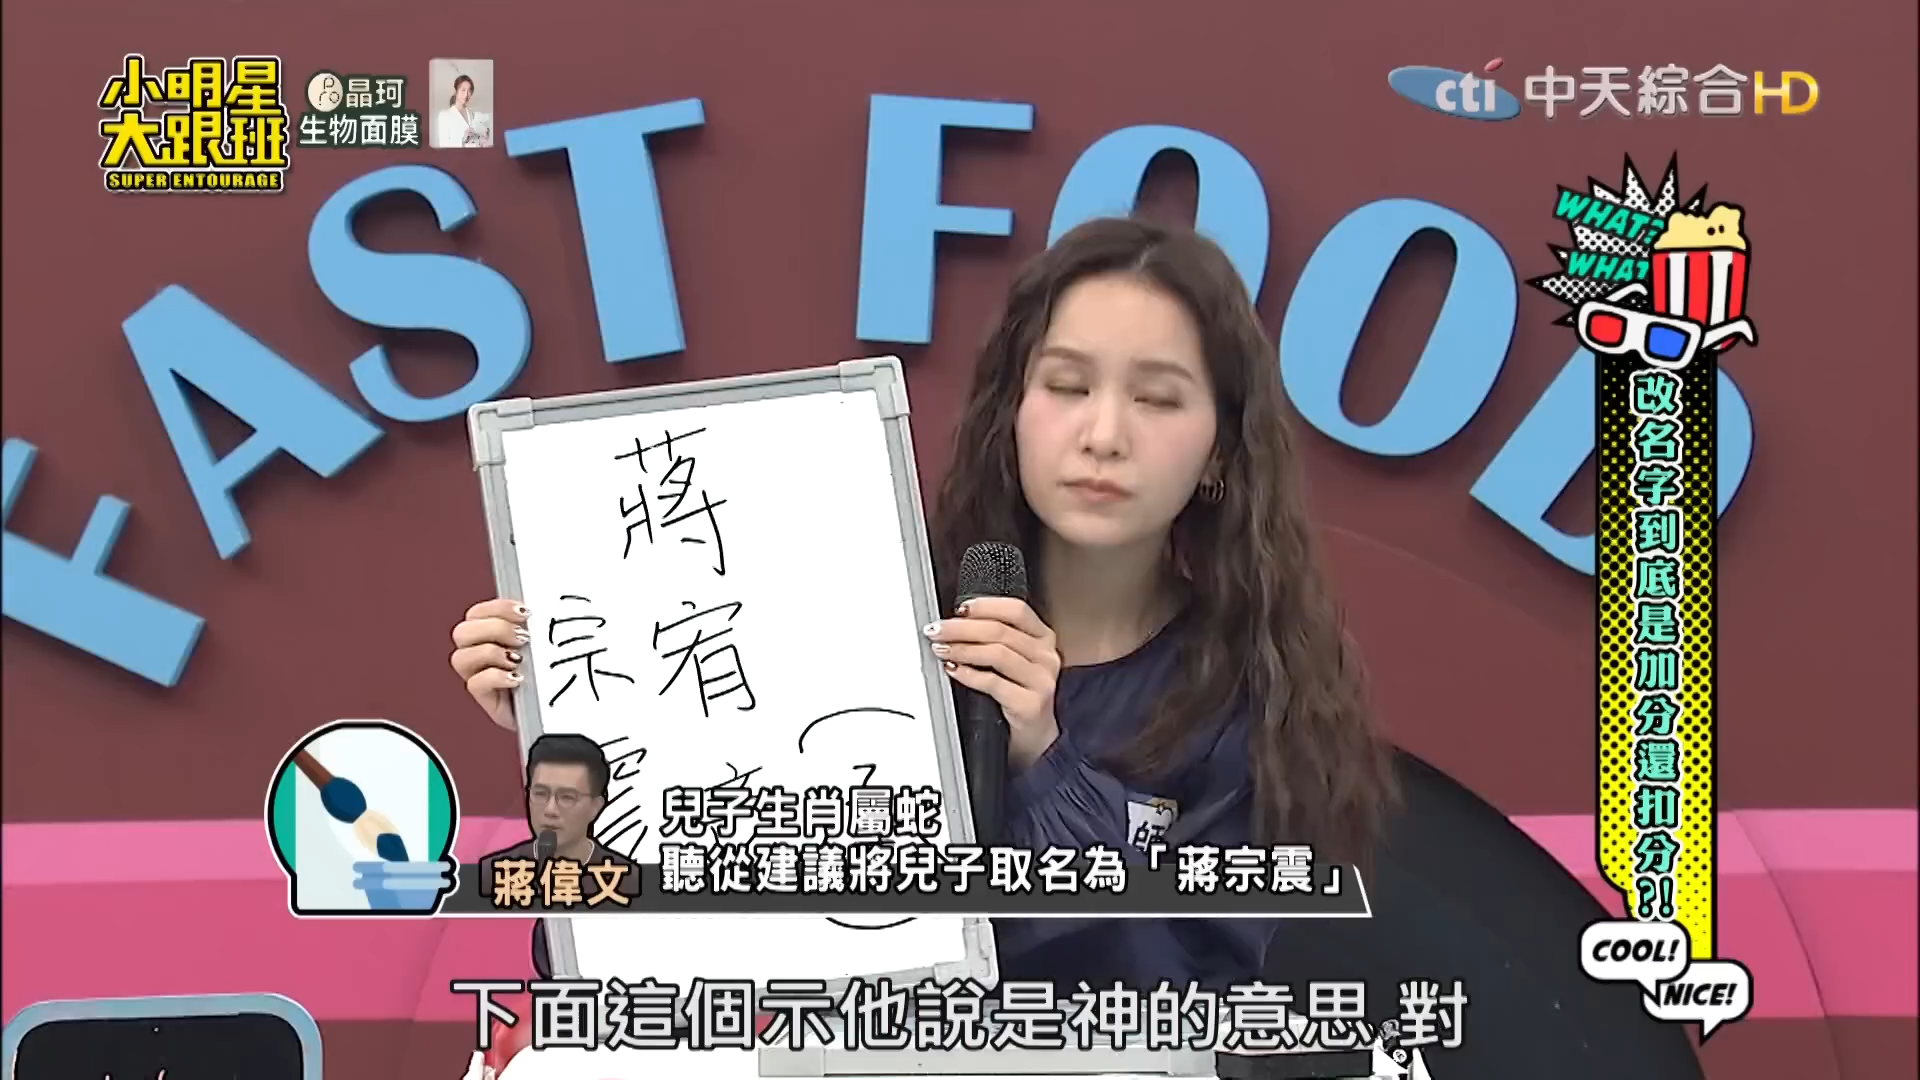 小明星
大跟班
SUPER ENTOURAGE
Pro 晶珂
生物面膜
cti 中天綜合HD
FAST FOOD
WHAT?
WHAT
改名字到底是加分還扣分?!
COOL!
NICE!
蔣
宗宥
震
兒子生肖屬蛇
聽從建議將兒子取名為「蔣宗震」
蔣偉文
下面這個示他說是神的意思 對